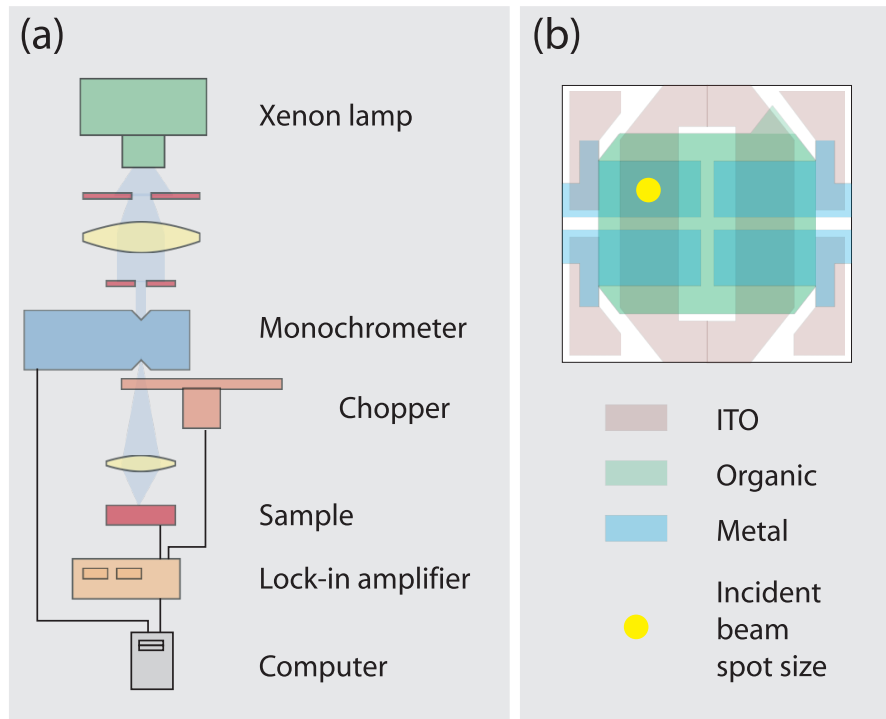 (a)
Xenon lamp
Monochrometer
Chopper
Sample
Lock-in amplifier
Computer
(b)
ITO
Organic
Metal
Incident
beam
spot size